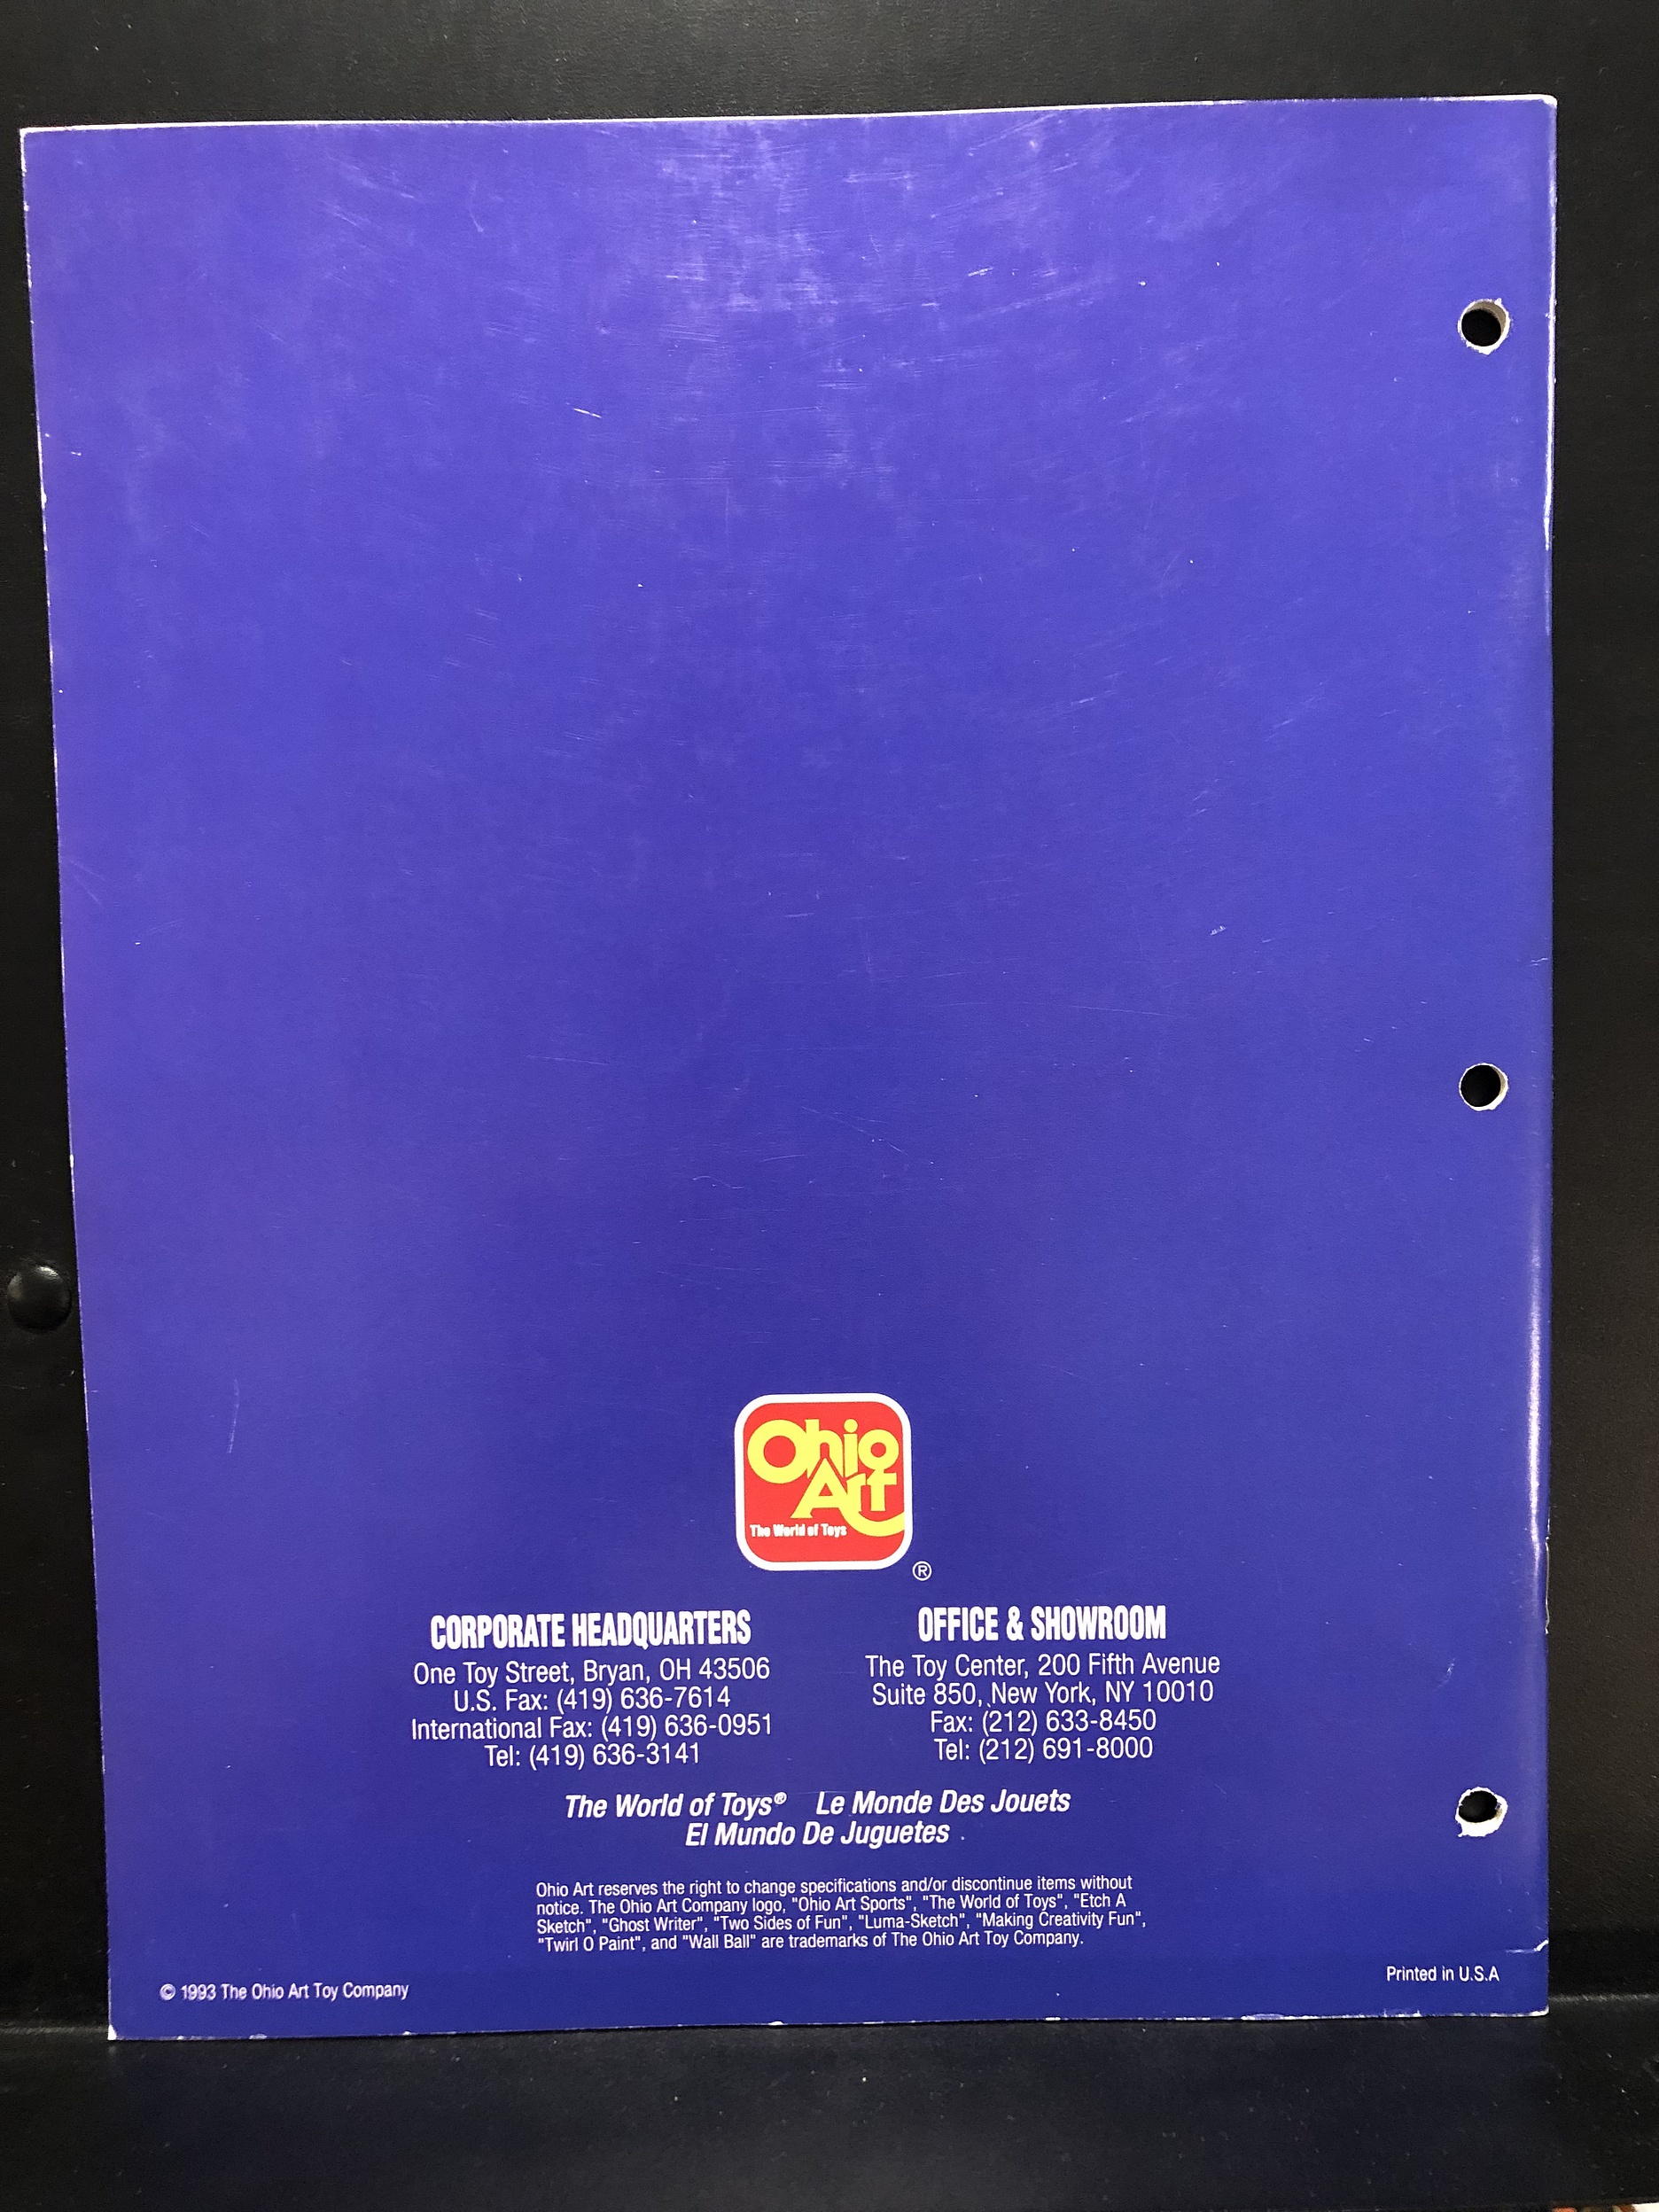 Ohio
Art
The World of Toys
®
CORPORATE HEADQUARTERS
One Toy Street, Bryan, OH 43506
U.S. Fax: (419) 636-7614
International Fax: (419) 636-0951
Tel: (419) 636-3141
OFFICE & SHOWROOM
The Toy Center, 200 Fifth Avenue
Suite 850, New York, NY 10010
Fax: (212) 633-8450
Tel: (212) 691-8000
The World of Toys® Le Monde Des Jouets
El Mundo De Juguetes
Ohio Art reserves the right to change specifications and/or discontinue items without
notice. The Ohio Art Company logo, "Ohio Art Sports", "The World of Toys", "Etch A
Sketch", "Ghost Writer", "Two Sides of Fun", "Luma-Sketch", "Making Creativity Fun",
"Twirl O Paint", and "Wall Ball" are trademarks of The Ohio Art Toy Company.
© 1993 The Ohio Art Toy Company
Printed in U.S.A